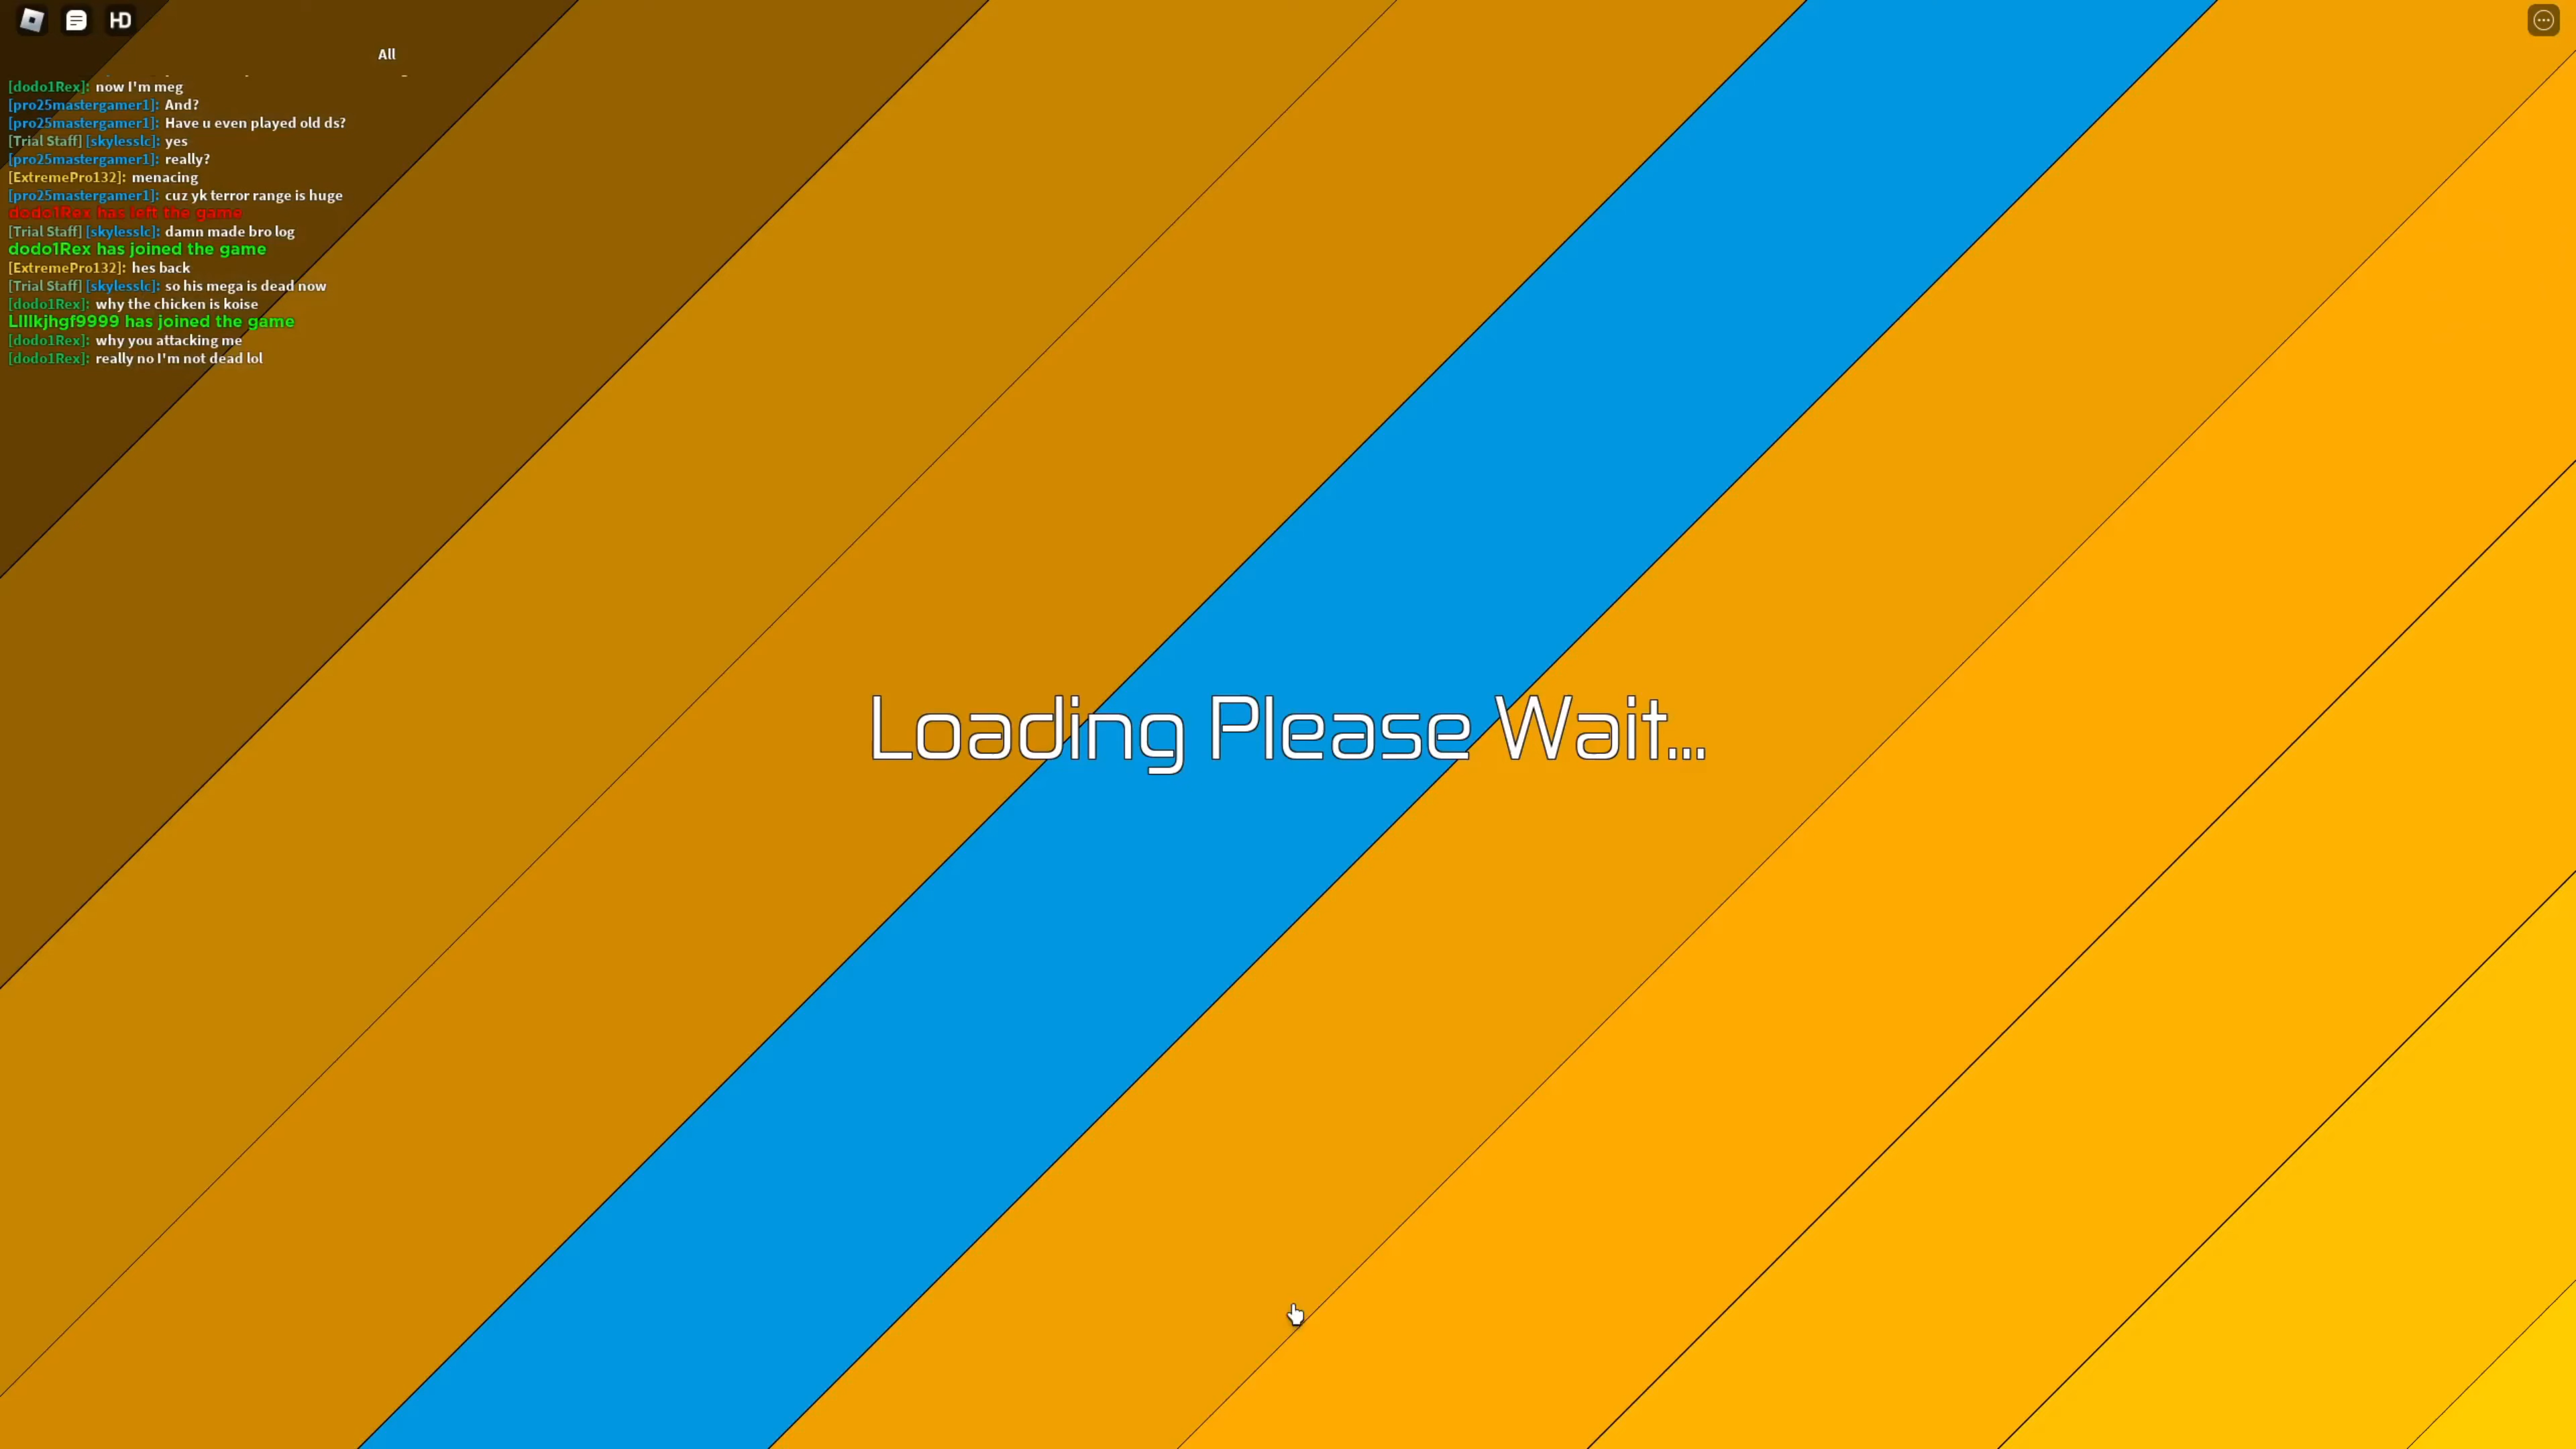 HD
All
[dodo1Rex]: now I'm meg
[pro25mastergamer1]: And?
[pro25mastergamer1]: Have u even played old ds?
[Trial Staff] [skylesslc]: yes
[pro25mastergamer1]: really?
[ExtremePro132]: menacing
[pro25mastergamer1]: cuz yk terror range is huge
dodo1Rex has left the game
[Trial Staff] [skylesslc]: damn made bro log
dodo1Rex has joined the game
[ExtremePro132]: hes back
[Trial Staff] [skylesslc]: so his mega is dead now
[dodo1Rex]: why the chicken is koise
Llllkjhgf9999 has joined the game
[dodo1Rex]: why you attacking me
[dodo1Rex]: really no I'm not dead lol
Loading Please Wait...